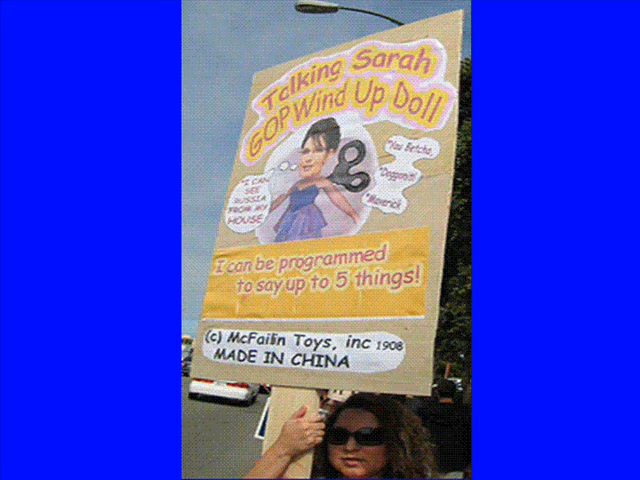 Talking Sarah
GOP Wind Up Doll
"You Betcha,
"Doggonit!
"Maverick
"I CAN
SEE
RUSSIA
FROM MY
HOUSE
I can be programmed
to say up to 5 things!
(c) McFailin Toys, inc 1908
MADE IN CHINA